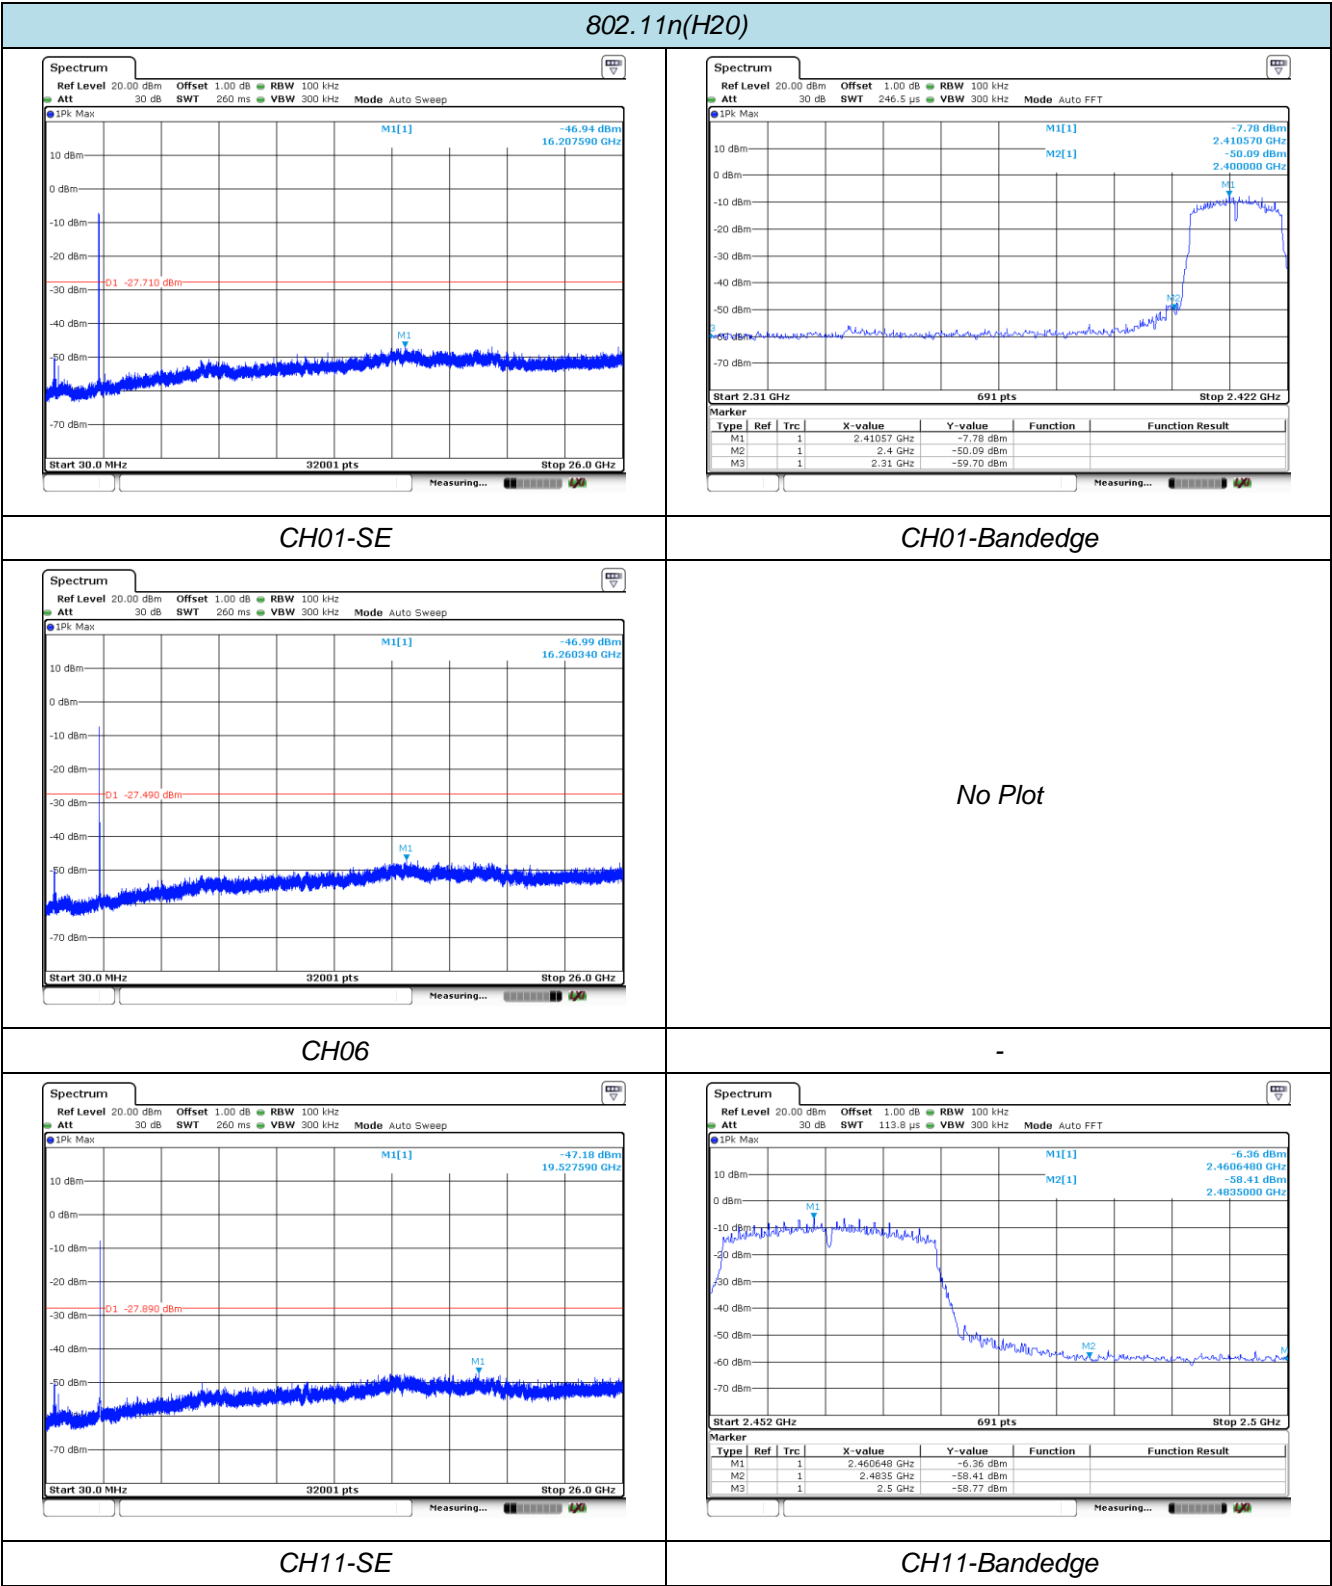 802.11n(H20)
Spectrum
Ref Level 20.00 dBm Offset 1.00 dB RBW 100 kHz
Att 30 dB SWT 260 ms VBW 300 kHz Mode Auto Sweep
1Pk Max
M1[1] -46.94 dBm
16.207590 GHz
10 dBm
0 dBm
-10 dBm
-20 dBm
D1 -27.710 dBm
-30 dBm
-40 dBm
M1
-50 dBm
-70 dBm
Start 30.0 MHz 32001 pts Stop 26.0 GHz
Measuring...
Spectrum
Ref Level 20.00 dBm Offset 1.00 dB RBW 100 kHz
Att 30 dB SWT 246.5 µs VBW 300 kHz Mode Auto FFT
1Pk Max
M1[1] -7.78 dBm
2.410570 GHz
M2[1] -50.09 dBm
2.400000 GHz
10 dBm
0 dBm
M1
-10 dBm
-20 dBm
-30 dBm
-40 dBm
M2
-50 dBm
-60 dBm
-70 dBm
Start 2.31 GHz 691 pts Stop 2.422 GHz
Marker
Type Ref Trc X-value Y-value Function Function Result
M1 1 2.41057 GHz -7.78 dBm
M2 1 2.4 GHz -50.09 dBm
M3 1 2.31 GHz -59.70 dBm
Measuring...
CH01-SE CH01-Bandedge
Spectrum
Ref Level 20.00 dBm Offset 1.00 dB RBW 100 kHz
Att 30 dB SWT 260 ms VBW 300 kHz Mode Auto Sweep
1Pk Max
M1[1] -46.99 dBm
16.260340 GHz
10 dBm
0 dBm
-10 dBm
-20 dBm
D1 -27.490 dBm
-30 dBm
-40 dBm
M1
-50 dBm
-70 dBm
Start 30.0 MHz 32001 pts Stop 26.0 GHz
Measuring...
No Plot
CH06 -
Spectrum
Ref Level 20.00 dBm Offset 1.00 dB RBW 100 kHz
Att 30 dB SWT 260 ms VBW 300 kHz Mode Auto Sweep
1Pk Max
M1[1] -47.18 dBm
19.527590 GHz
10 dBm
0 dBm
-10 dBm
-20 dBm
D1 -27.890 dBm
-30 dBm
-40 dBm
M1
-50 dBm
-70 dBm
Start 30.0 MHz 32001 pts Stop 26.0 GHz
Measuring...
Spectrum
Ref Level 20.00 dBm Offset 1.00 dB RBW 100 kHz
Att 30 dB SWT 113.8 µs VBW 300 kHz Mode Auto FFT
1Pk Max
M1[1] -6.36 dBm
2.4606480 GHz
M2[1] -58.41 dBm
2.4835000 GHz
10 dBm
0 dBm
M1
-10 dBm
-20 dBm
-30 dBm
-40 dBm
-50 dBm
M2
-60 dBm
-70 dBm
Start 2.452 GHz 691 pts Stop 2.5 GHz
Marker
Type Ref Trc X-value Y-value Function Function Result
M1 1 2.460648 GHz -6.36 dBm
M2 1 2.4835 GHz -58.41 dBm
M3 1 2.5 GHz -58.77 dBm
Measuring...
CH11-SE CH11-Bandedge